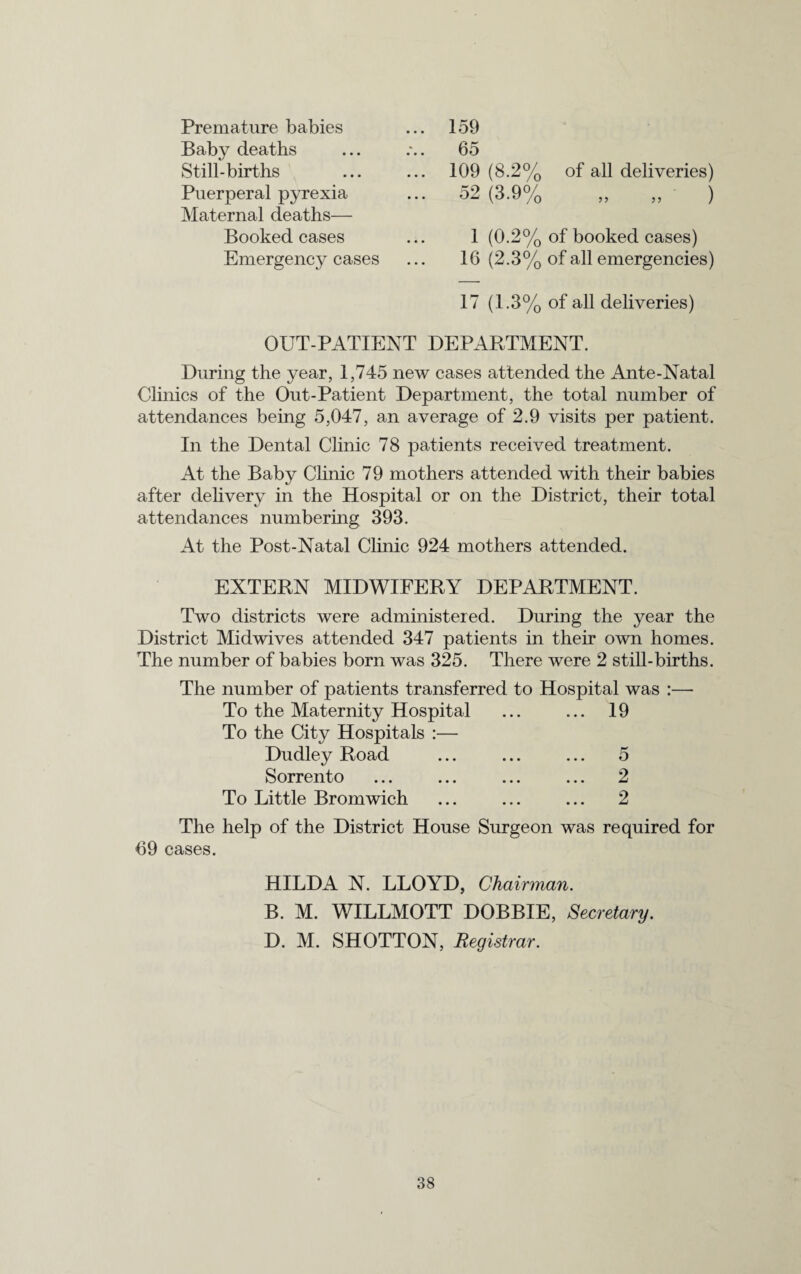 Premature babies ... 159
Baby deaths ... ... 65
Still-births ... ... 109 (8.2% of all deliveries)
Puerperal pyrexia ... 52 (3.9% ,, ,, )
Maternal deaths—
Booked cases ... 1 (0.2% of booked cases)
Emergency cases ... 16 (2.3% of all emergencies)
17 (1.3% of all deliveries)
OUT-PATIENT DEPARTMENT.
During the year, 1,745 new cases attended the Ante-Natal
Clinics of the Out-Patient Department, the total number of
attendances being 5,047, an average of 2.9 visits per patient.
In the Dental Clinic 78 patients received treatment.
At the Baby Clinic 79 mothers attended with their babies
after delivery in the Hospital or on the District, their total
attendances numbering 393.
At the Post-Natal Clinic 924 mothers attended.
EXTERN MIDWIFERY DEPARTMENT.
Two districts were administered. During the year the
District Midwives attended 347 patients in their own homes.
The number of babies born was 325. There were 2 still-births.
The number of patients transferred to Hospital was :—
To the Maternity Hospital ... ... 19
To the City Hospitals :—
Dudley Road ... ... ... 5
Sorrento ... ... ... ... 2
To Little Bromwich ... ... ... 2
The help of the District House Surgeon was required for
69 cases.
HILDA N. LLOYD, Chairman.
B. M. WILLMOTT DOBBIE, Secretary.
D. M. SHOTTON, Registrar.
38